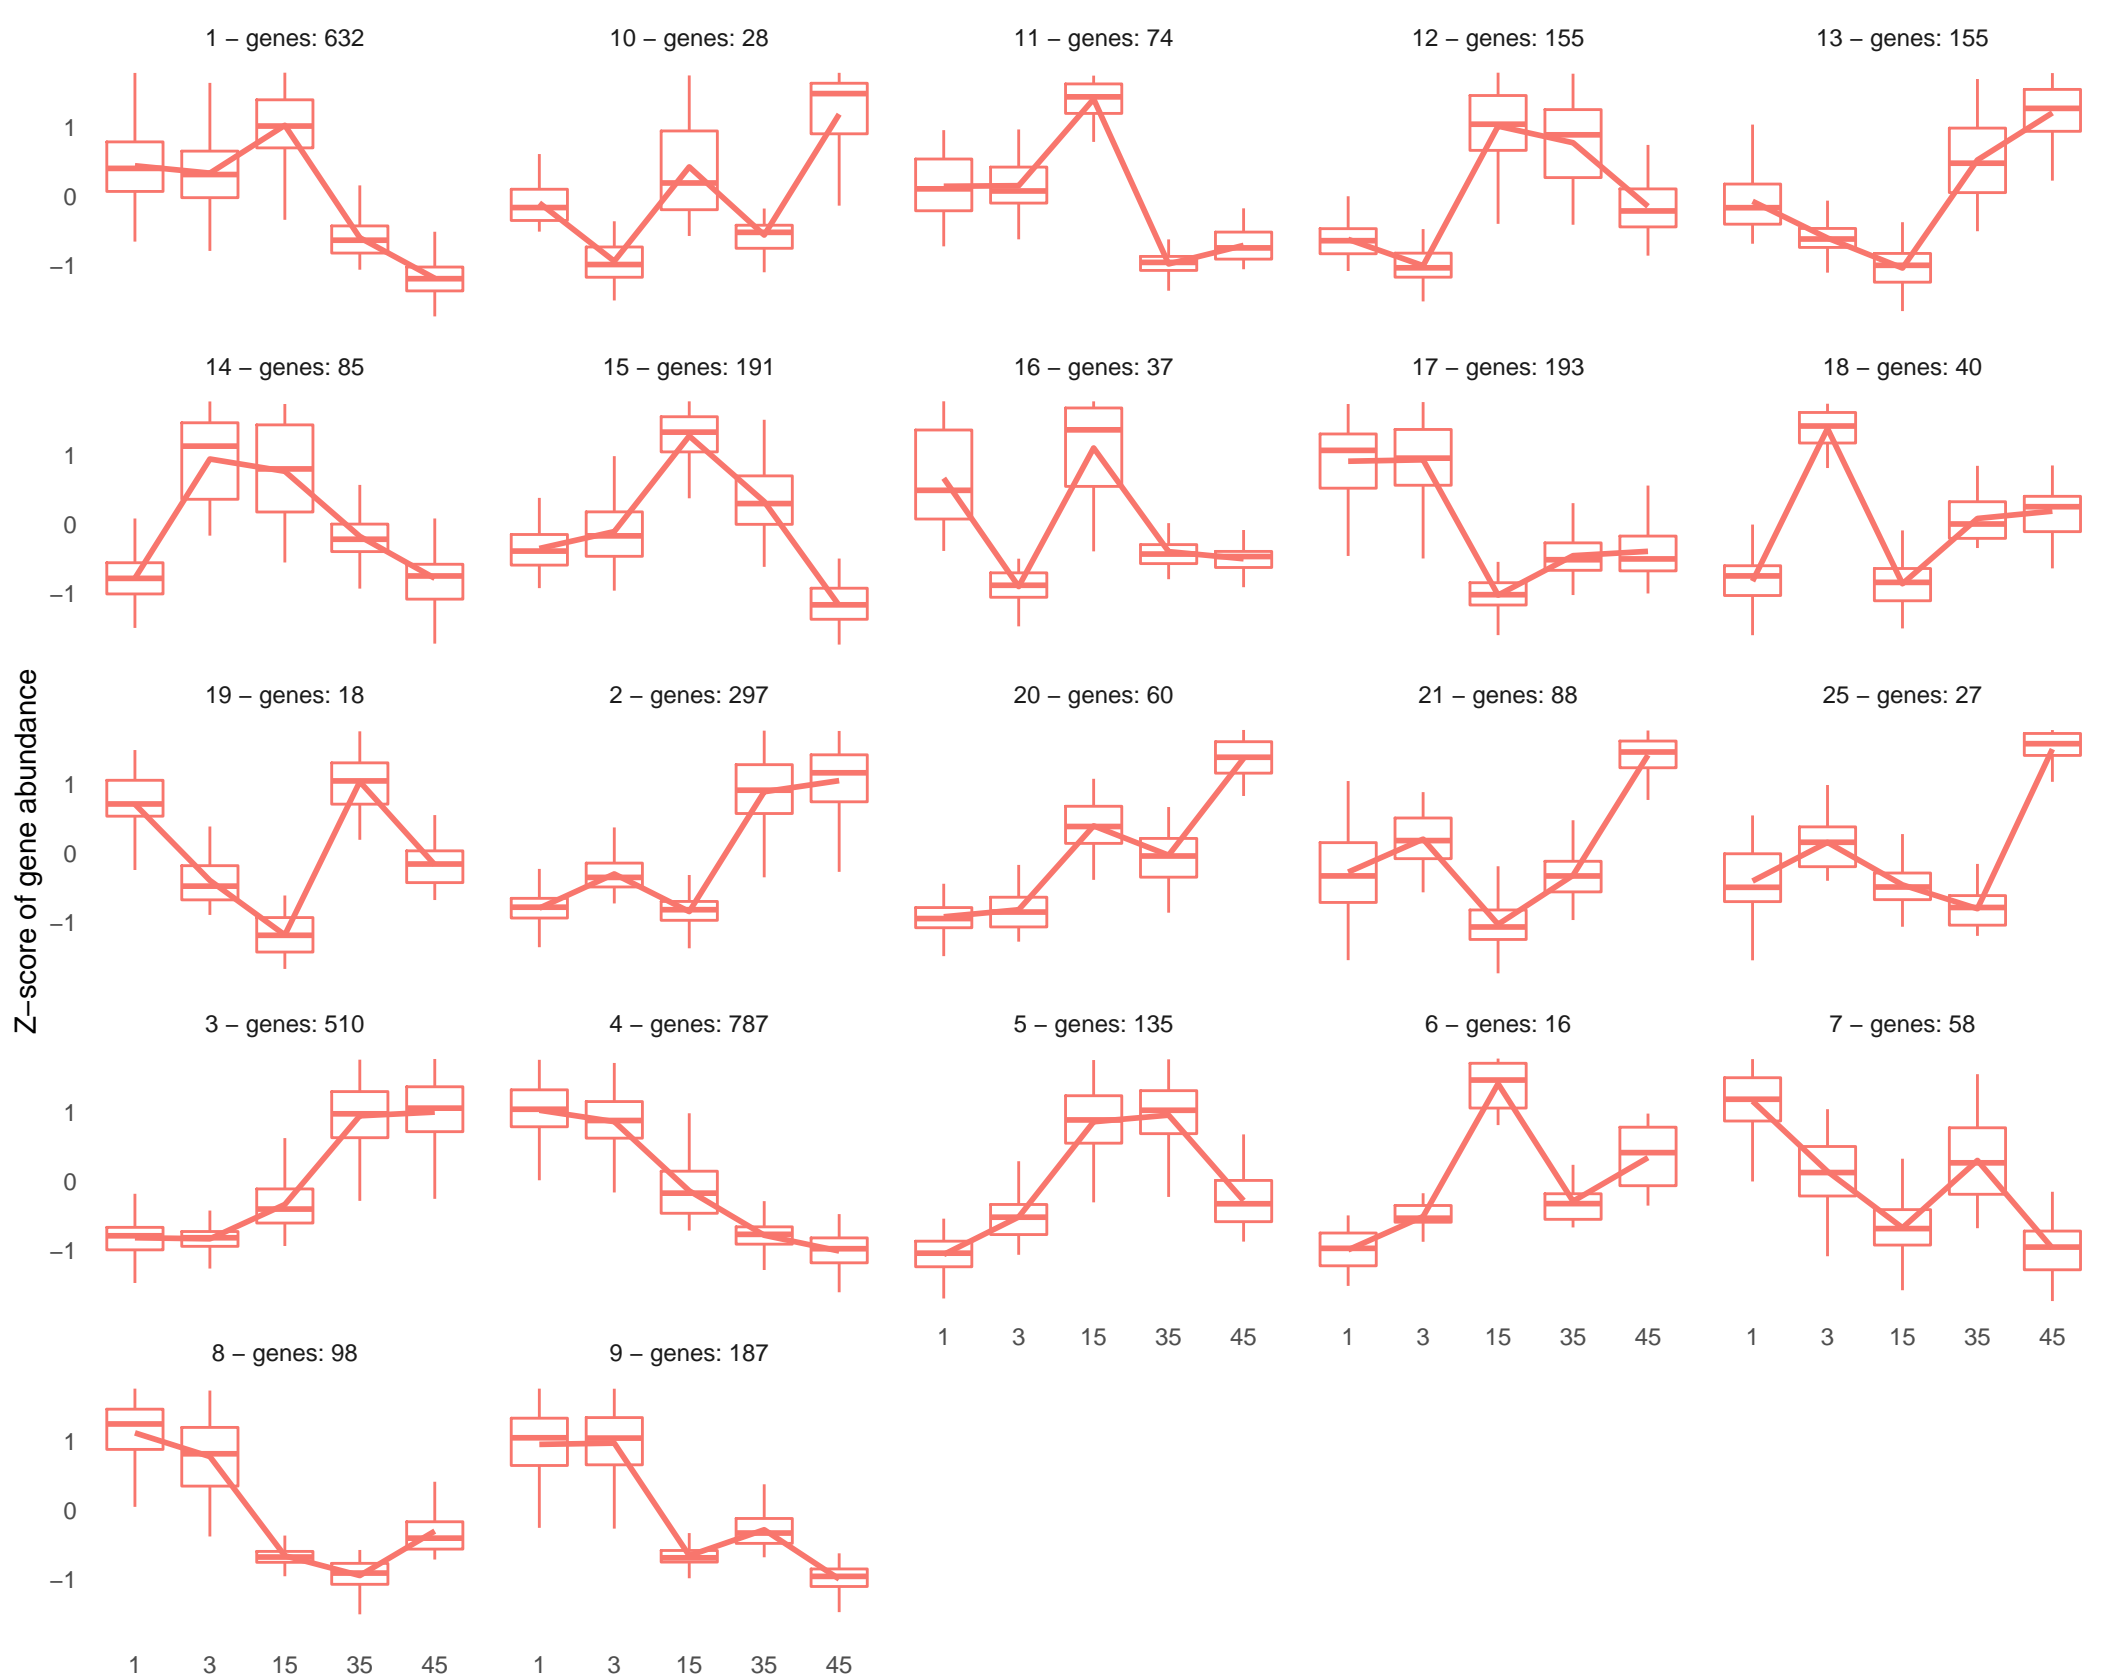 1 – genes: 632
10 – genes: 28
11 – genes: 74
12 – genes: 155
13 – genes: 155
1
0
−1
14 – genes: 85
15 – genes: 191
16 – genes: 37
17 – genes: 193
18 – genes: 40
1
0
−1
19 – genes: 18
2 – genes: 297
20 – genes: 60
21 – genes: 88
25 – genes: 27
1
0
−1
Z−score of gene abundance
3 – genes: 510
4 – genes: 787
5 – genes: 135
6 – genes: 16
7 – genes: 58
1
0
−1
1 3 15 35 45
1 3 15 35 45
1 3 15 35 45
8 – genes: 98
9 – genes: 187
1
0
−1
1 3 15 35 45
1 3 15 35 45